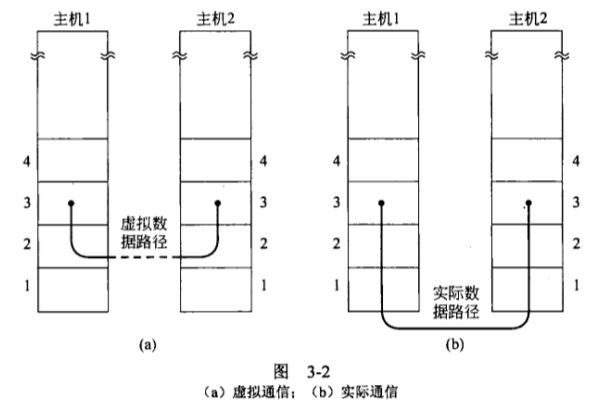 主机1 主机2 主机1 主机2
4 4 4 4
3 3 3 3
虚拟数
据路径
2 2 2 2
1 1 1 1
实际数
据路径
(a) (b)
图 3-2
(a)虚拟通信；(b)实际通信